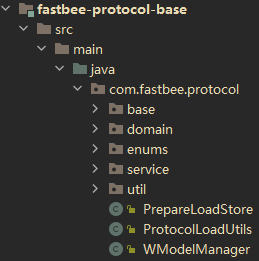 fastbee-protocol-base
src
main
java
com.fastbee.protocol
base
domain
enums
service
util
PrepareLoadStore
ProtocolLoadUtils
WModelManager